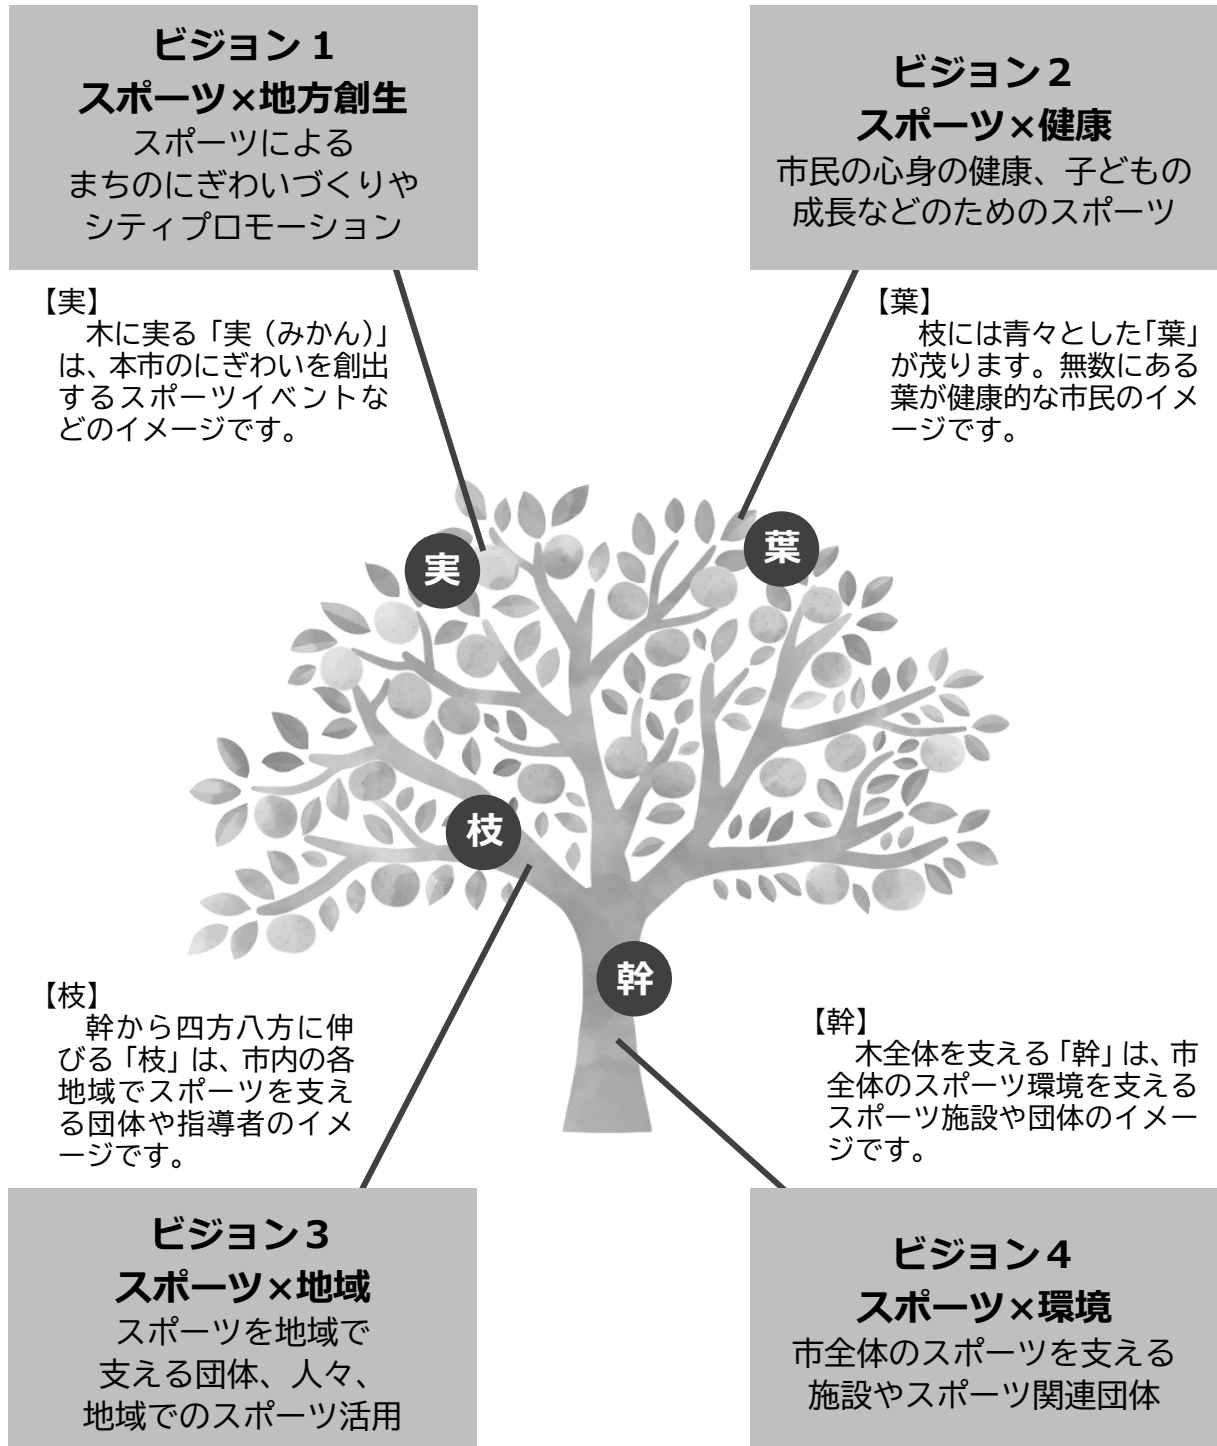 ビジョン１
スポーツ×地方創生
スポーツによる
まちのにぎわいづくりや
シティプロモーション
ビジョン２
スポーツ×健康
市民の心身の健康、子どもの
成長などのためのスポーツ
【実】
木に実る「実（みかん）」
は、本市のにぎわいを創出
するスポーツイベントな
どのイメージです。
【葉】
枝には青々とした「葉」
が茂ります。無数にある
葉が健康的な市民のイメ
ージです。
実
葉
枝
幹
【枝】
幹から四方八方に伸
びる「枝」は、市内の各
地域でスポーツを支え
る団体や指導者のイメ
ージです。
【幹】
木全体を支える「幹」は、市
全体のスポーツ環境を支える
スポーツ施設や団体のイメー
ジです。
ビジョン３
スポーツ×地域
スポーツを地域で
支える団体、人々、
地域でのスポーツ活用
ビジョン４
スポーツ×環境
市全体のスポーツを支える
施設やスポーツ関連団体